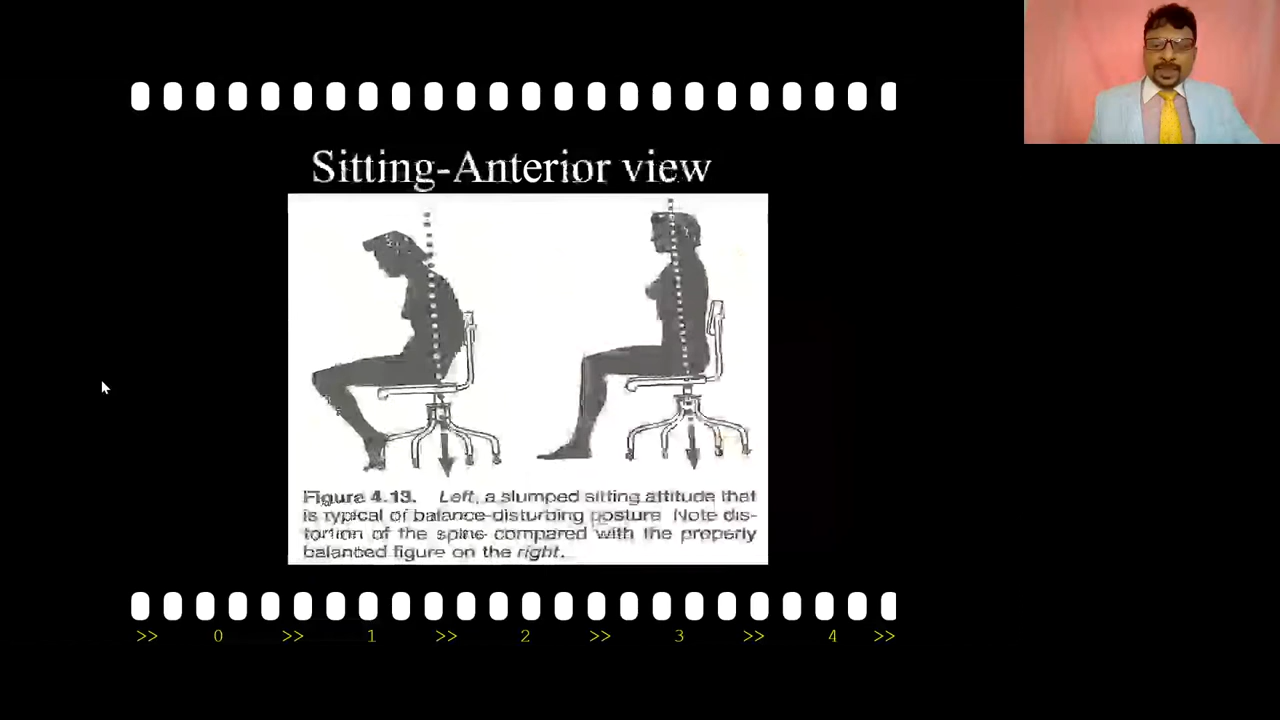 Sitting-Anterior view
Figure 4.13. Left, a slumped sitting attitude that
is typical of balance-disturbing posture. Note dis-
tortion of the spine compared with the properly
balanced figure on the right.
>> 0 >> 1 >> 2 >> 3 >> 4 >>